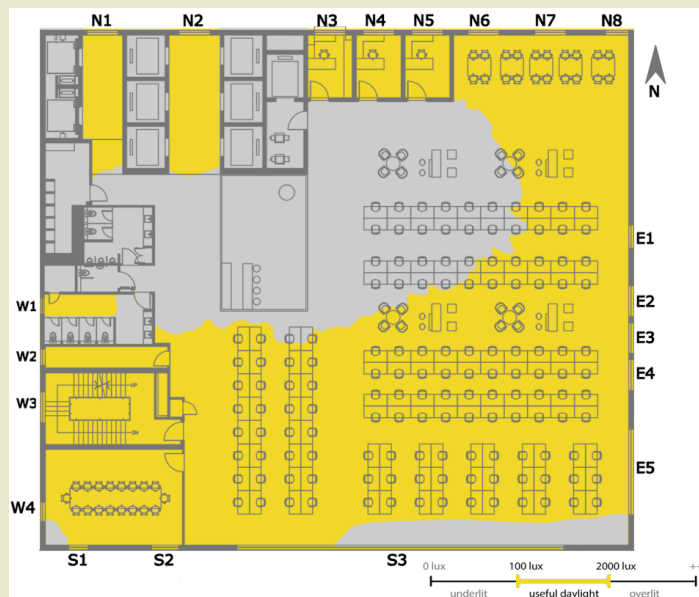 N1 N2 N3 N4 N5 N6 N7 N8
N
E1
E2
W1
E3
W2
E4
UP
W3
DN
E5
W4
S1 S2 S3
0 lux 100 lux 2000 lux ++
underlit useful daylight overlit